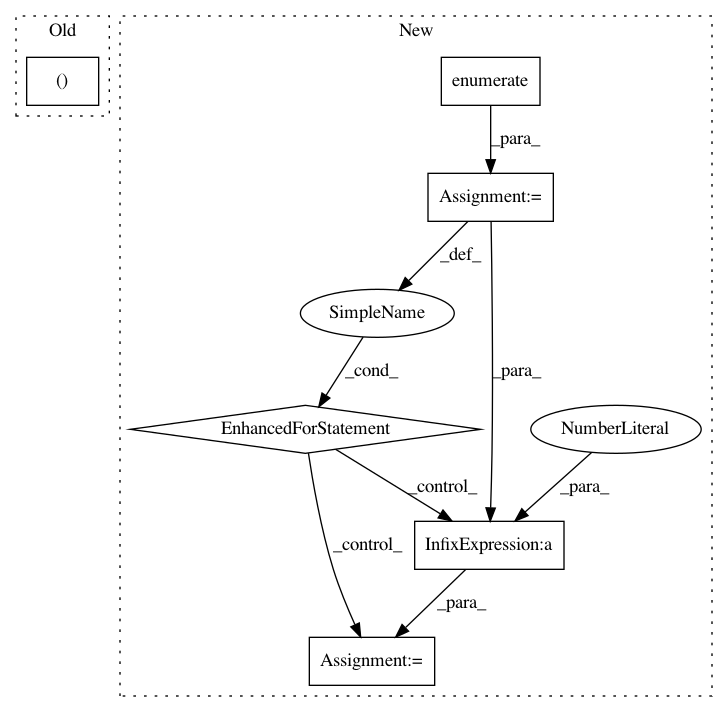 Old
New
()
enumerate
_para_
Assignment:=
_def_
SimpleName
_cond_
_para_
EnhancedForStatement
NumberLiteral
_control_
_para_
_control_
InfixExpression:a
_para_
Assignment:=